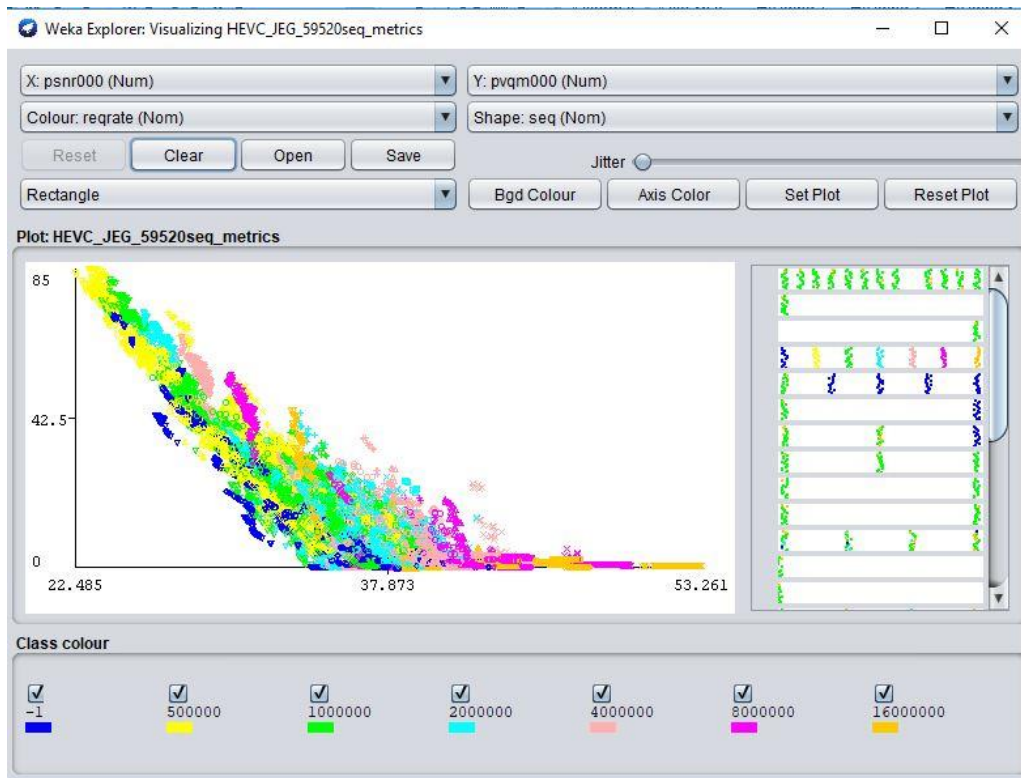 Weka Explorer: Visualizing HEVC_JEG_59520seq_metrics
X: psnr000 (Num) Y: pvqm000 (Num)
Colour: reqrate (Nom) Shape: seq (Nom)
Reset Clear Open Save Jitter
Rectangle Bgd Colour Axis Color Set Plot Reset Plot
Plot: HEVC_JEG_59520seq_metrics
85
42.5
0
22.485 37.873 53.261
Class colour
-1 500000 1000000 2000000 4000000 8000000 16000000